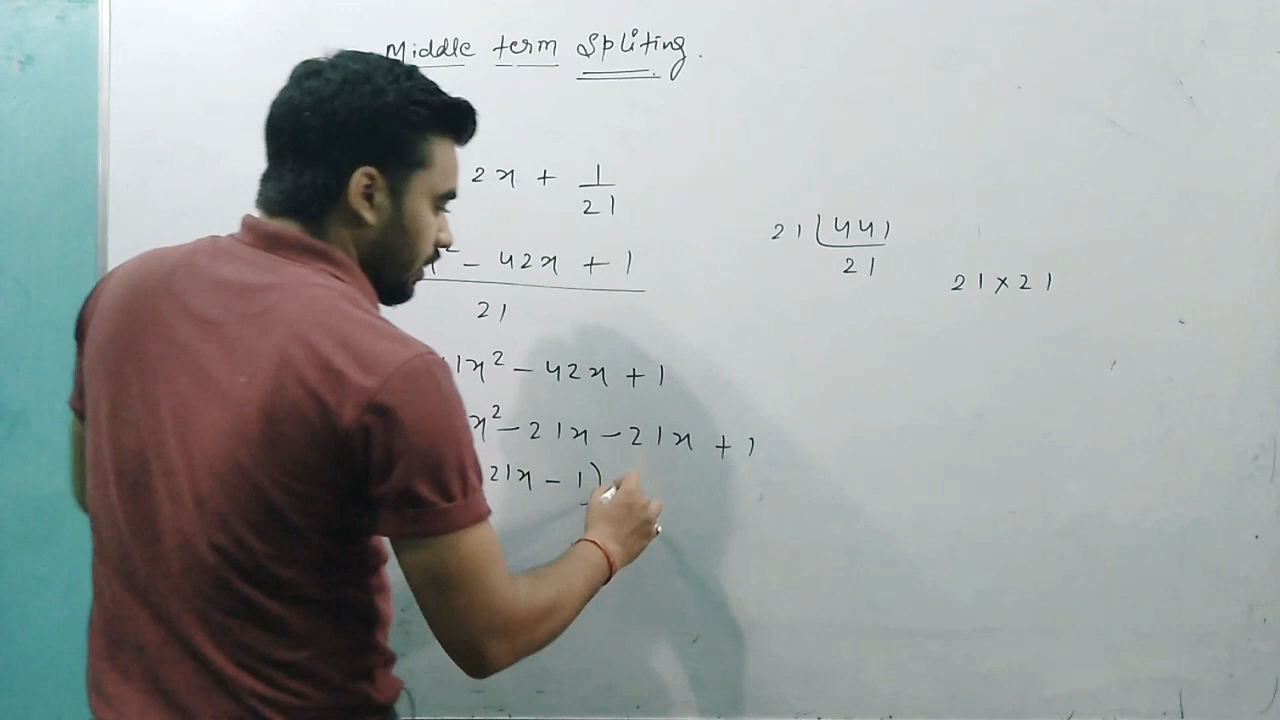 Middle term Spliting.
2x + 1/21
x² - 42x + 1
21
1x² - 42x + 1
x² - 21x - 21x + 1
21x - 1)
21 ( 441
21
21 x 21